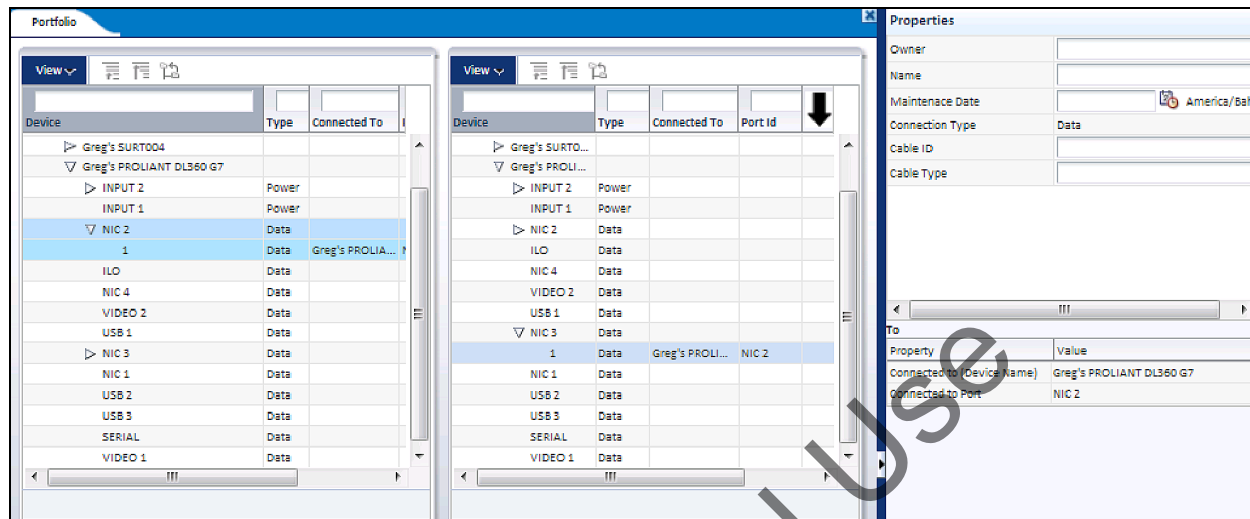 Portfolio
View
Device Type Connected To
Greg's SURT004
Greg's PROLIANT DL360 G7
INPUT 2 Power
INPUT 1 Power
NIC 2 Data
1 Data Greg's PROLIA...
ILO Data
NIC 4 Data
VIDEO 2 Data
USB 1 Data
NIC 3 Data
NIC 1 Data
USB 2 Data
USB 3 Data
SERIAL Data
VIDEO 1 Data
View
Device Type Connected To Port Id
Greg's SURTO...
Greg's PROLI...
INPUT 2 Power
INPUT 1 Power
NIC 2 Data
ILO Data
NIC 4 Data
VIDEO 2 Data
USB 1 Data
NIC 3 Data
1 Data Greg's PROLI... NIC 2
NIC 1 Data
USB 2 Data
USB 3 Data
SERIAL Data
VIDEO 1 Data
Properties
Owner
Name
Maintenace Date America/Bah
Connection Type Data
Cable ID
Cable Type
To
Property Value
Connected to (Device Name) Greg's PROLIANT DL360 G7
Connected to Port NIC 2
Use